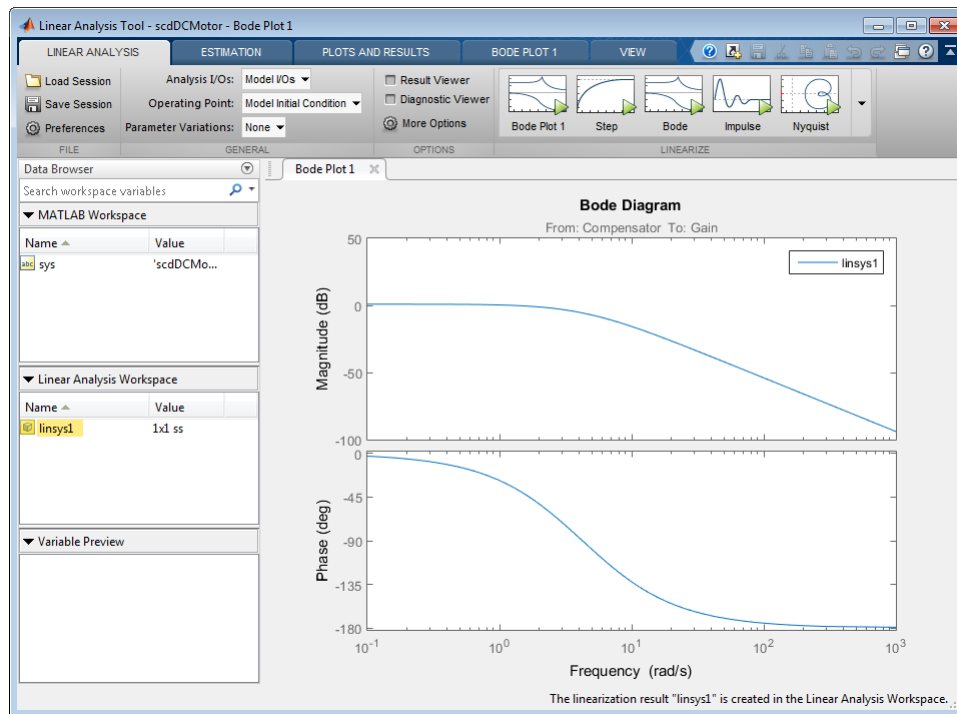 Linear Analysis Tool - scdDCMotor - Bode Plot 1
LINEAR ANALYSIS ESTIMATION PLOTS AND RESULTS BODE PLOT 1 VIEW
Load Session
Save Session
Preferences
FILE
Analysis I/Os: Model I/Os
Operating Point: Model Initial Condition
Parameter Variations: None
GENERAL
Result Viewer
Diagnostic Viewer
More Options
OPTIONS
Bode Plot 1 Step Bode Impulse Nyquist
LINEARIZE
Data Browser
Search workspace variables
MATLAB Workspace
Name Value
abc sys 'scdDCMo...
Linear Analysis Workspace
Name Value
linsys1 1x1 ss
Variable Preview
Bode Plot 1
Bode Diagram
From: Compensator To: Gain
linsys1
Magnitude (dB)
50
0
-50
-100
Phase (deg)
0
-45
-90
-135
-180
10^-1 10^0 10^1 10^2 10^3
Frequency (rad/s)
The linearization result "linsys1" is created in the Linear Analysis Workspace.